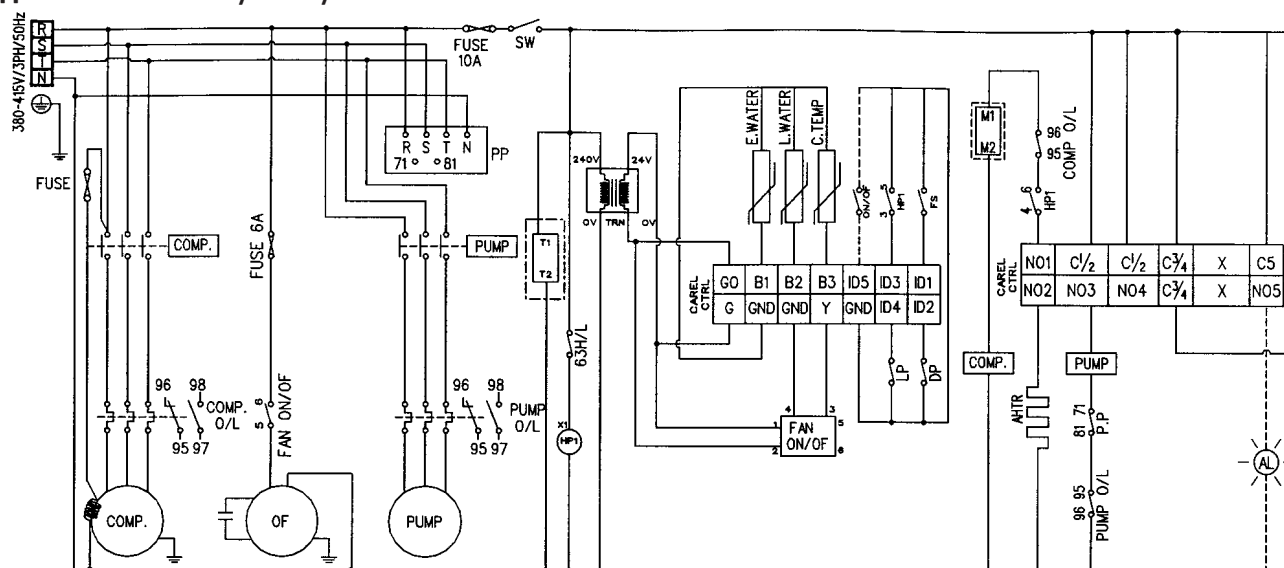 380-415V/3PH/50Hz
R
S
T
N
FUSE
10A
SW
R S T N
71 81
PP
FUSE
COMP.
FUSE 6A
PUMP
240V
24V
0V
TRN
0V
T1
T2
63H/L
X1
HP1
96 98
95 97
COMP.
O/L
6
5
FAN ON/OF
96 98
95 97
PUMP
O/L
COMP.
OF
PUMP
E.WATER
L.WATER
C.TEMP
ON/OF
5
3
HP1
FS
CAREL
CTRL
G0 B1 B2 B3 ID5 ID3 ID1
G GND GND Y GND ID4 ID2
LP
DP
4 3
1 5
2 6
FAN
ON/OF
M1
M2
96
95
COMP O/L
6
4
HP1
CAREL
CTRL
NO1 C1/2 C1/2 C3/4 X C5
NO2 NO3 NO4 C3/4 X NO5
COMP.
PUMP
AHTR
81 71
P.P
96 95
PUMP O/L
AL